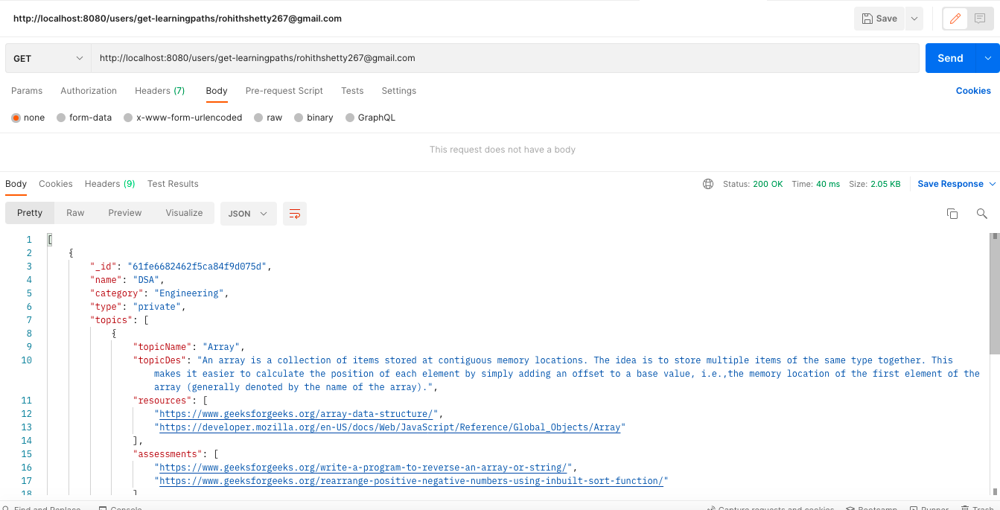 http://localhost:8080/users/get-learningpaths/rohithshetty267@gmail.com
Save
GET
http://localhost:8080/users/get-learningpaths/rohithshetty267@gmail.com
Send
Params Authorization Headers (7) Body Pre-request Script Tests Settings Cookies
none form-data x-www-form-urlencoded raw binary GraphQL
This request does not have a body
Body Cookies Headers (9) Test Results Status: 200 OK Time: 40 ms Size: 2.05 KB Save Response
Pretty Raw Preview Visualize JSON
1 [
2 {
3 "_id": "61fe6682462f5ca84f9d075d",
4 "name": "DSA",
5 "category": "Engineering",
6 "type": "private",
7 "topics": [
8 {
9 "topicName": "Array",
10 "topicDes": "An array is a collection of items stored at contiguous memory locations. The idea is to store multiple items of the same type together. This
makes it easier to calculate the position of each element by simply adding an offset to a base value, i.e.,the memory location of the first element of the
array (generally denoted by the name of the array).",
11 "resources": [
12 "https://www.geeksforgeeks.org/array-data-structure/",
13 "https://developer.mozilla.org/en-US/docs/Web/JavaScript/Reference/Global_Objects/Array"
14 ],
15 "assessments": [
16 "https://www.geeksforgeeks.org/write-a-program-to-reverse-an-array-or-string/",
17 "https://www.geeksforgeeks.org/rearrange-positive-negative-numbers-using-inbuilt-sort-function/"
18 ]
Find and Replace Console Capture requests and cookies Bootcamp Runner Trash